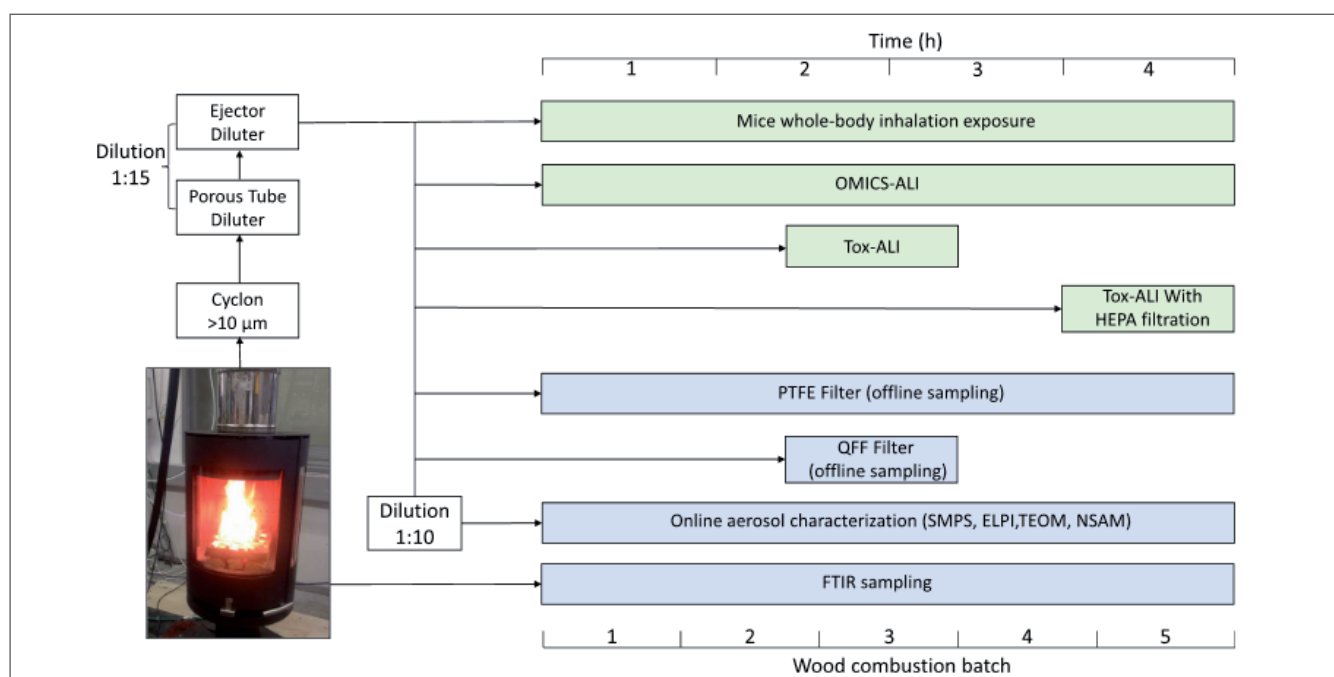 Time (h)
1 2 3 4
Ejector
Diluter
Dilution
1:15
Porous Tube
Diluter
Cyclon
>10 µm
Mice whole-body inhalation exposure
OMICS-ALI
Tox-ALI
Tox-ALI With
HEPA filtration
PTFE Filter (offline sampling)
QFF Filter
(offline sampling)
Dilution
1:10
Online aerosol characterization (SMPS, ELPI,TEOM, NSAM)
FTIR sampling
1 2 3 4 5
Wood combustion batch